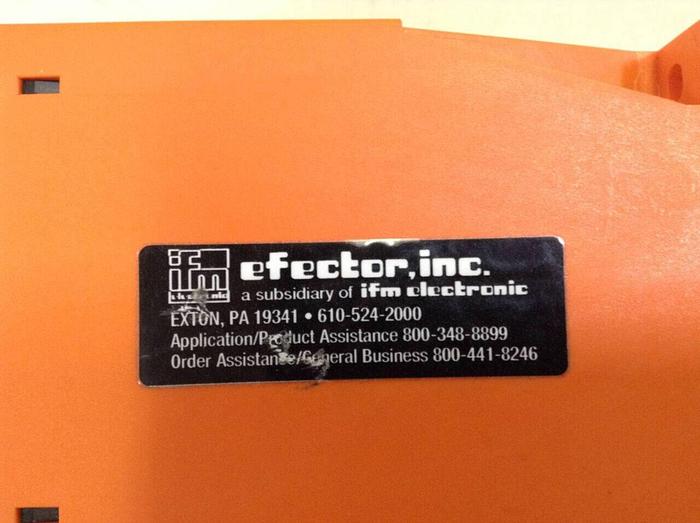 ifm electronic
efector, inc.
a subsidiary of ifm electronic
EXTON, PA 19341 • 610-524-2000
Application/Product Assistance 800-348-8899
Order Assistance/General Business 800-441-8246